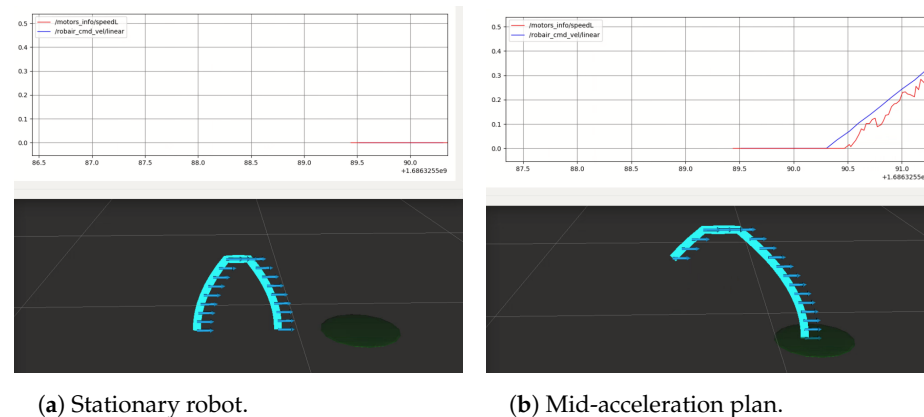 /motors_info/speedL
/robair_cmd_vel/linear
0.5
0.4
0.3
0.2
0.1
0.0
86.5 87.0 87.5 88.0 88.5 89.0 89.5 90.0
+1.6863255e9
/motors_info/speedL
/robair_cmd_vel/linear
0.5
0.4
0.3
0.2
0.1
0.0
87.5 88.0 88.5 89.0 89.5 90.0 90.5 91.0
+1.6863255e
(a) Stationary robot.
(b) Mid-acceleration plan.